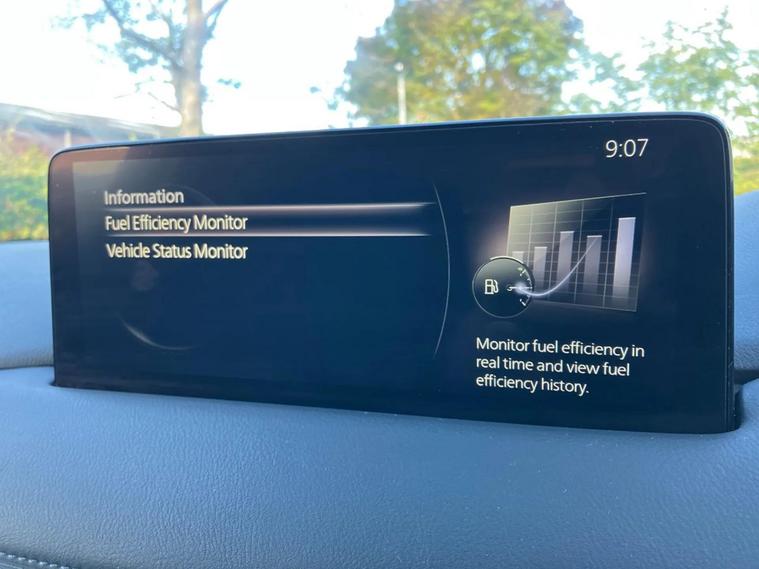 9:07
Information
Fuel Efficiency Monitor
Vehicle Status Monitor
Monitor fuel efficiency in
real time and view fuel
efficiency history.